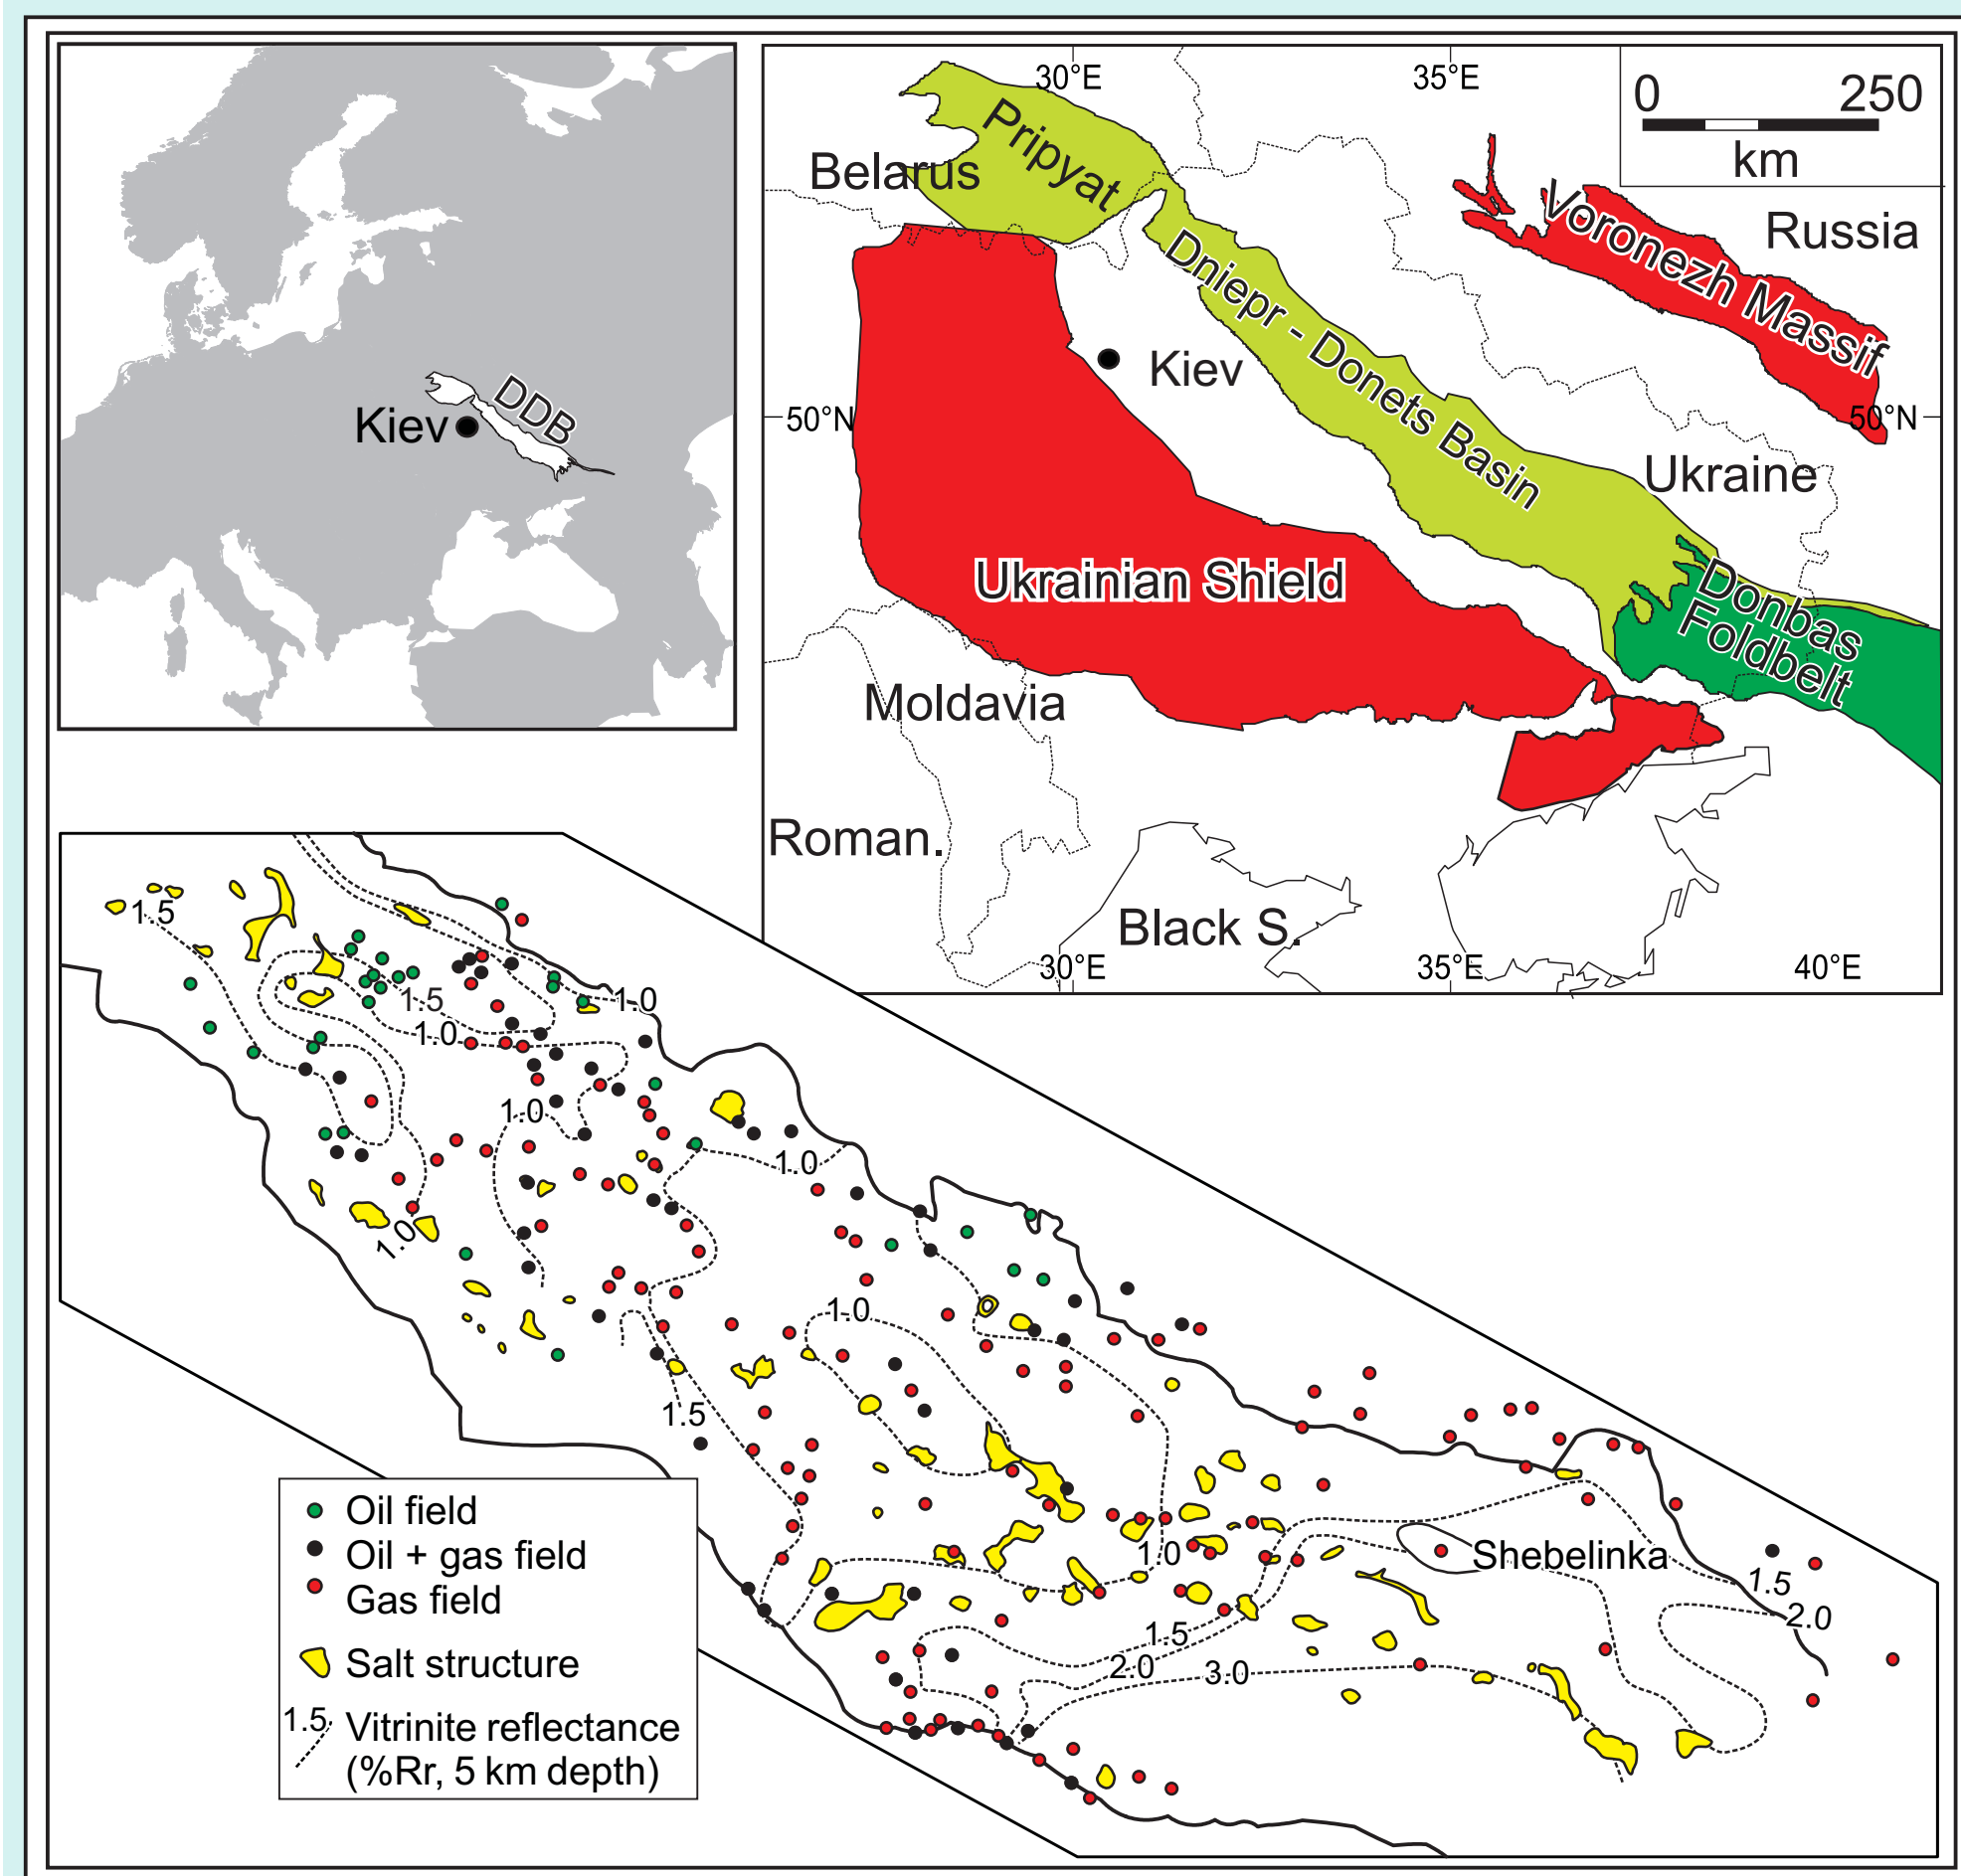 Kiev
DDB
30°E
35°E
0 250
km
Belarus
Pripyat
Voronezh Massif
Russia
Dniepr - Donets Basin
Kiev
50°N
50°N
Ukraine
Ukrainian Shield
Donbas
Foldbelt
Moldavia
Roman.
Black S.
30°E
35°E
40°E
1.5
1.5
1.0
1.0
1.0
1.0
1.0
1.0
1.5
1.0
Shebelinka
1.5
2.0
1.5
2.0
3.0
Oil field
Oil + gas field
Gas field
Salt structure
1.5
Vitrinite reflectance
(%Rr, 5 km depth)